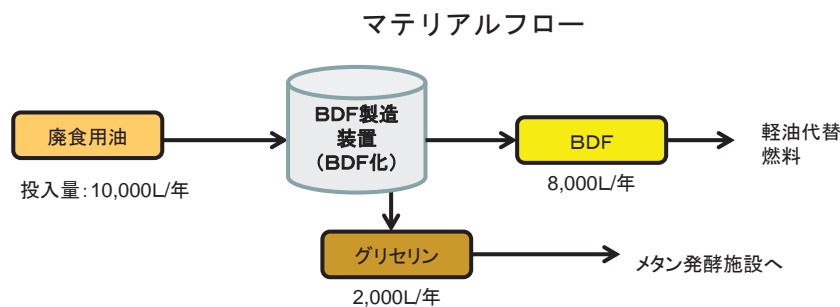 マテリアルフロー
廃食用油
投入量：10,000L/年
BDF製造
装置
（BDF化）
BDF
8,000L/年
軽油代替
燃料
グリセリン
2,000L/年
メタン発酵施設へ